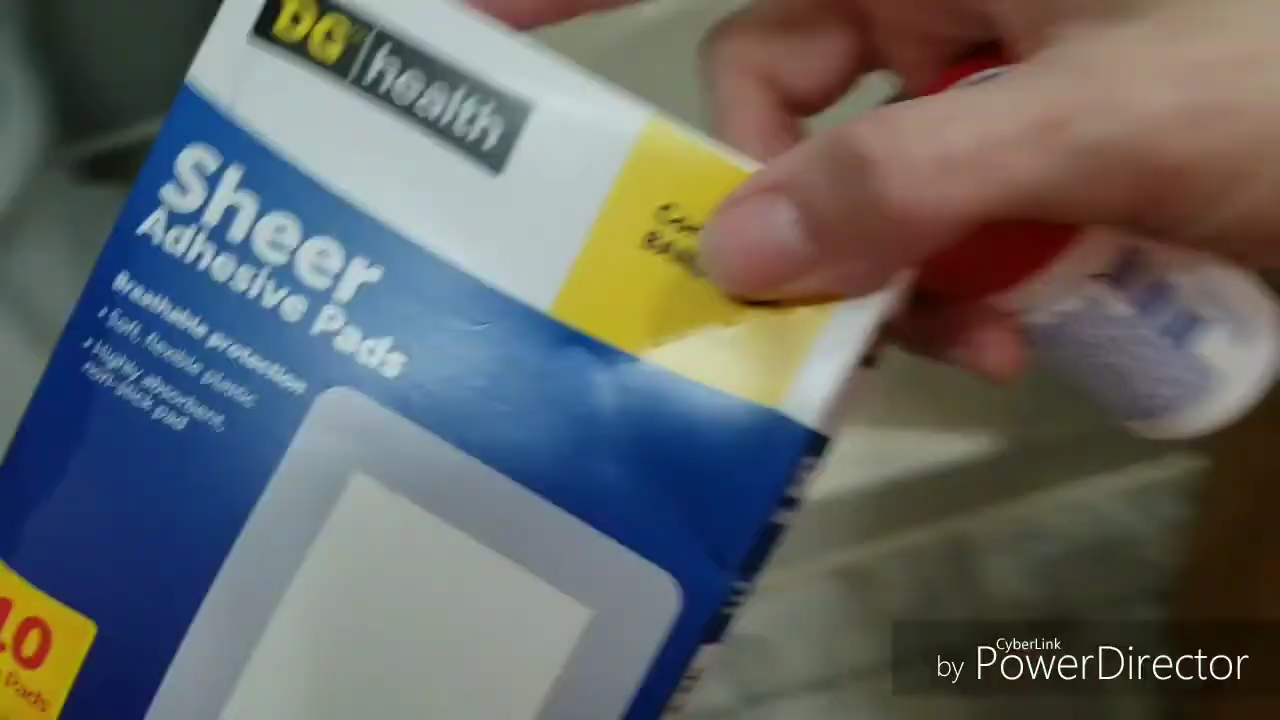 DG | health
Sheer
Adhesive Pads
Breathable protection
› Soft, flexible plastic
› Highly absorbent,
non-stick pad
10
Pads
CyberLink
by PowerDirector